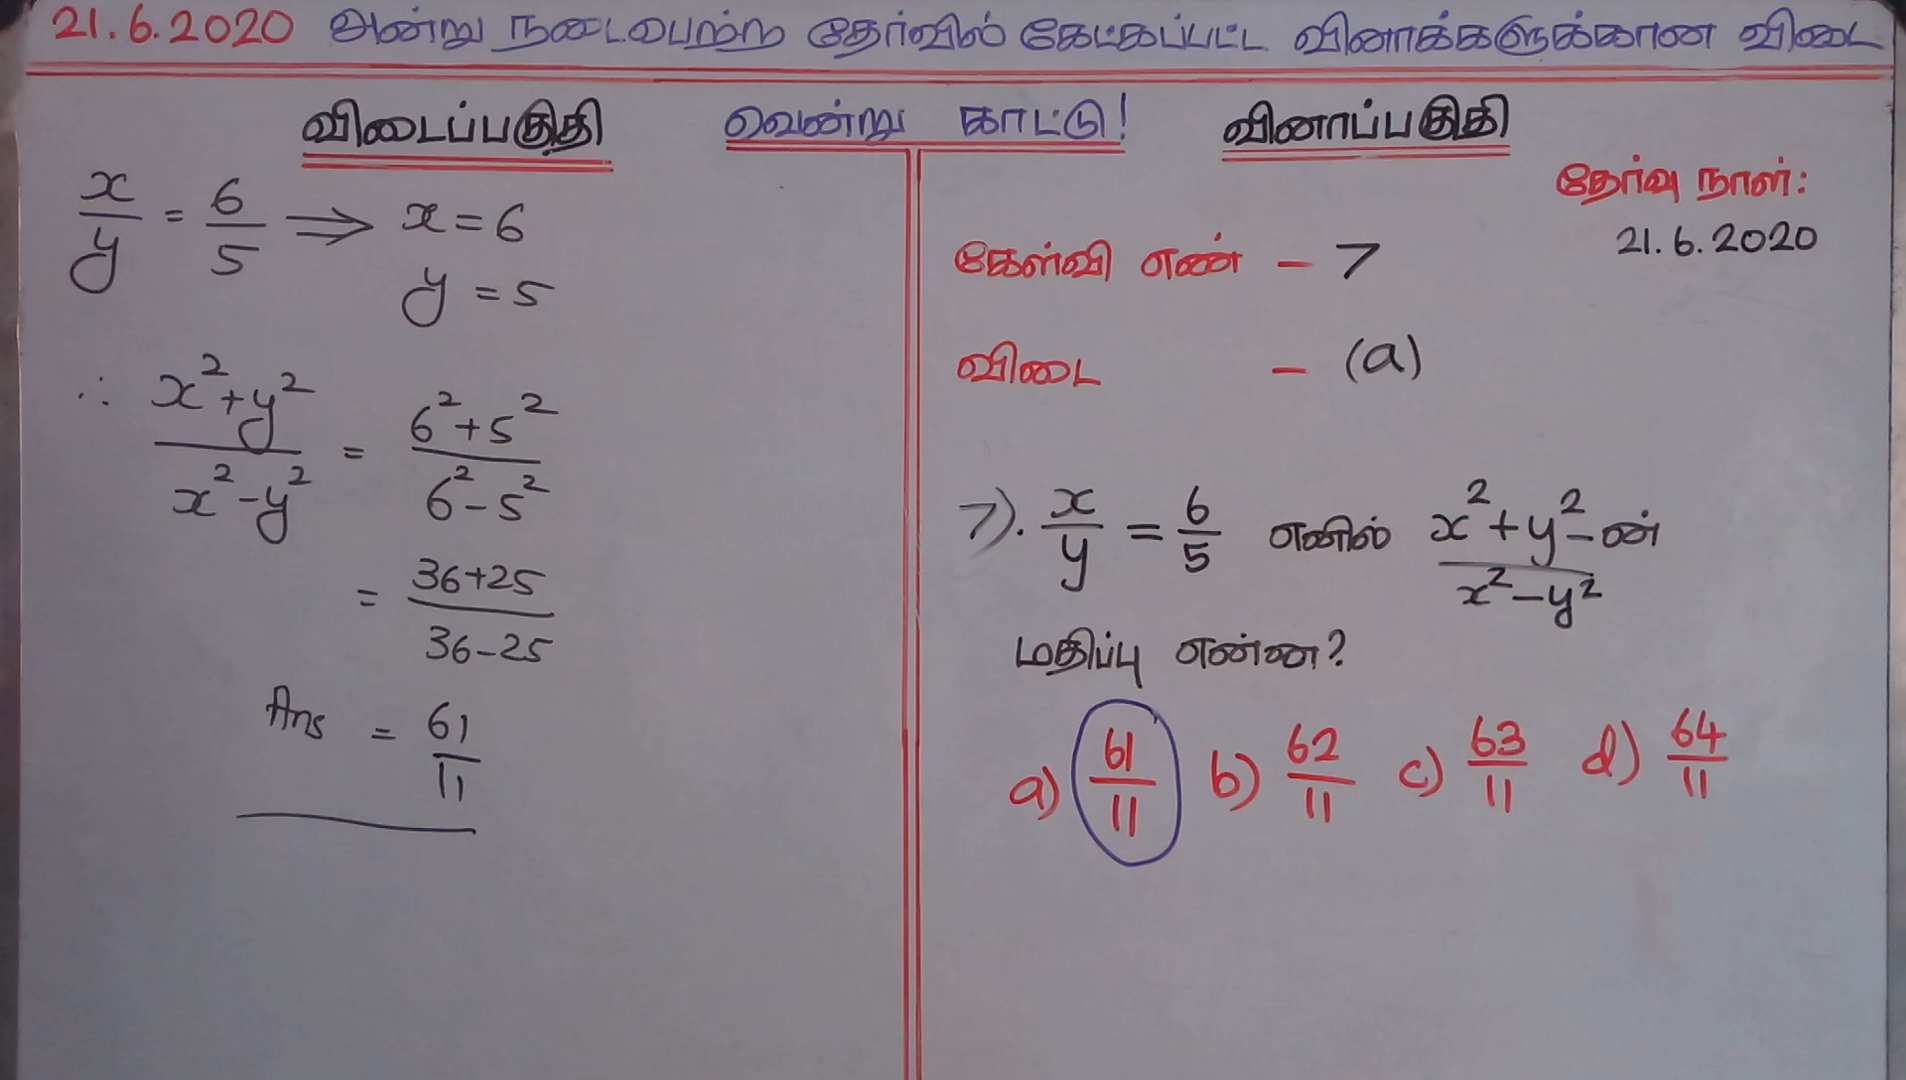 21.6.2020 அன்று நடைபெற்ற தேர்வில் கேட்கப்பட்ட வினாக்களுக்கான விடை
விடைப்பகுதி
வென்று காட்டு!
வினாப்பகுதி
x/y = 6/5 ⟹ x = 6
y = 5
∴ x²+y² / x²-y² = 6²+5² / 6²-5²
= 36+25 / 36-25
Ans = 61/11
தேர்வு நாள்:
21.6.2020
கேள்வி எண் - 7
விடை - (a)
7). x/y = 6/5 எனில் x²+y² / x²-y² -ன்
மதிப்பு என்ன?
a) 61/11 b) 62/11 c) 63/11 d) 64/11